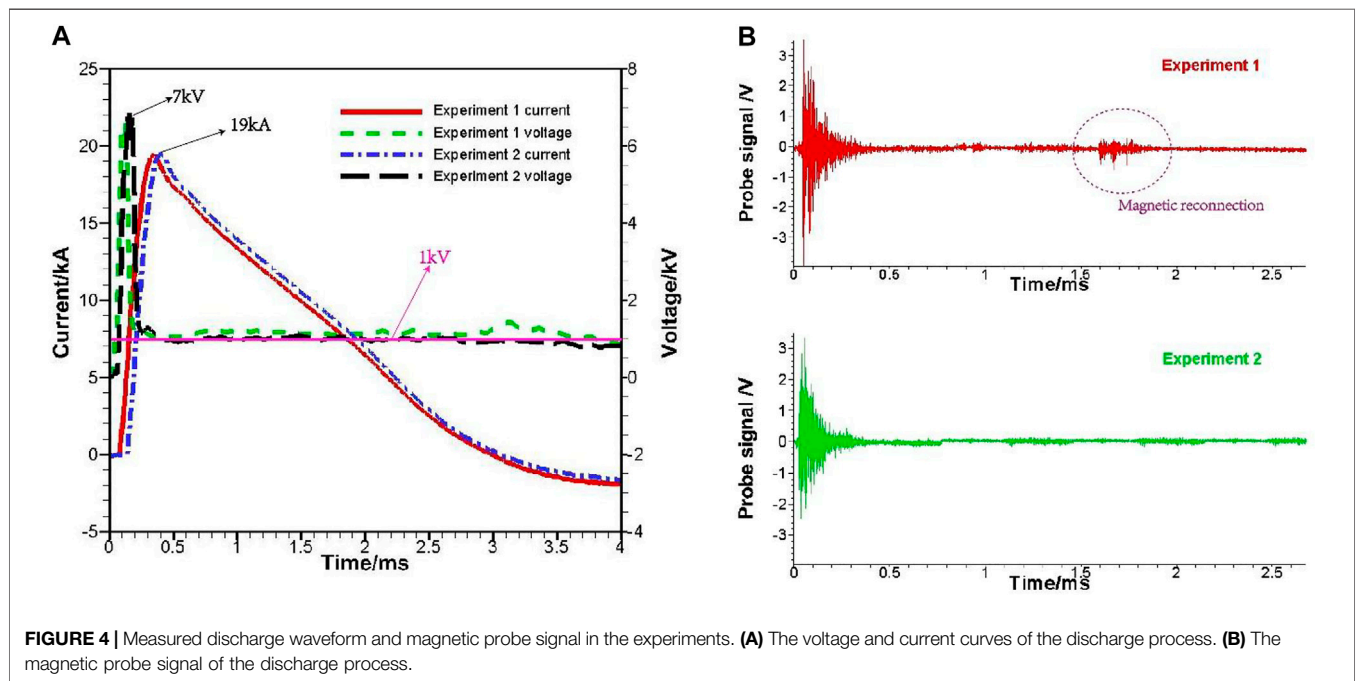 A
25
20
15
10
5
0
-5
Current/kA
8
6
4
2
0
-2
-4
Voltage/kV
7kV
19kA
1kV
Experiment 1 current
Experiment 1 voltage
Experiment 2 current
Experiment 2 voltage
0 0.5 1 1.5 2 2.5 3 3.5 4
Time/ms
B
3
2
1
0
-1
-2
-3
Probe signal /V
Experiment 1
Magnetic reconnection
0 0.5 1 1.5 2 2.5
Time/ms
3
2
1
0
-1
-2
-3
Probe signal /V
Experiment 2
0 0.5 1 1.5 2 2.5
Time/ms
FIGURE 4 | Measured discharge waveform and magnetic probe signal in the experiments. (A) The voltage and current curves of the discharge process. (B) The
magnetic probe signal of the discharge process.